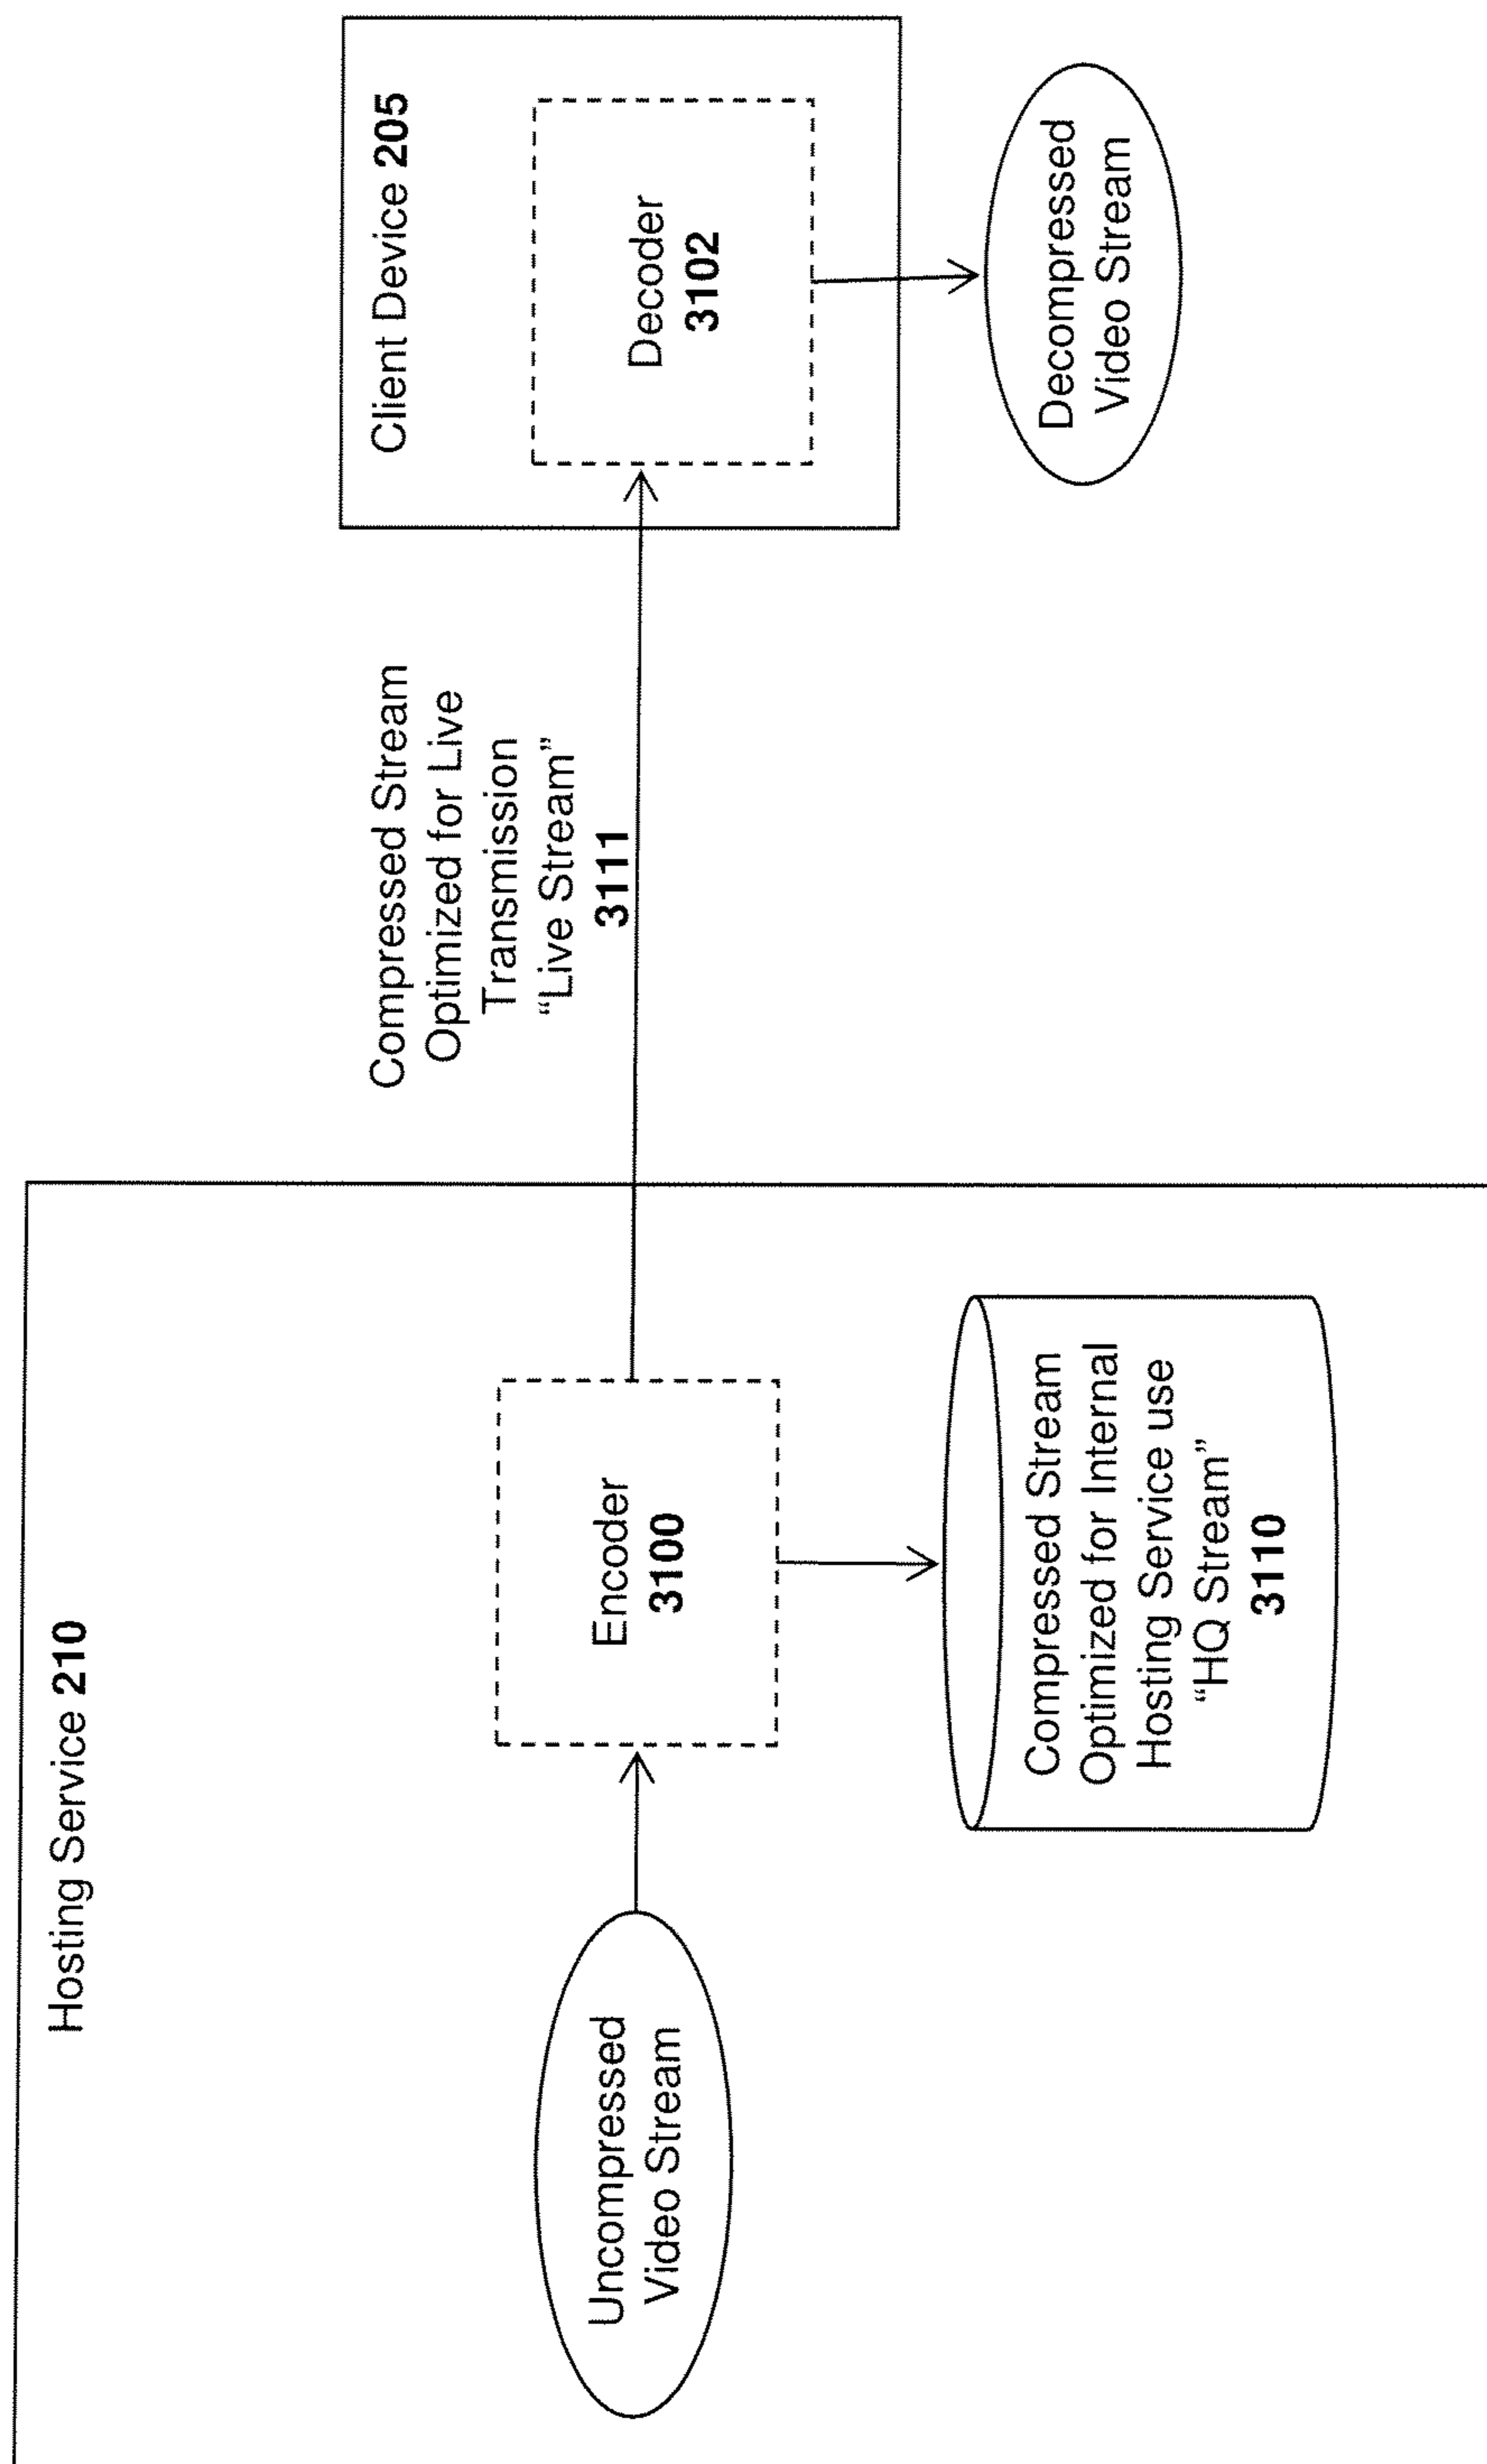 Hosting Service 210
Uncompressed
Video Stream
Encoder
3100
Compressed Stream
Optimized for Internal
Hosting Service use
“HQ Stream”
3110
Compressed Stream
Optimized for Live
Transmission
“Live Stream”
3111
Client Device 205
Decoder
3102
Decompressed
Video Stream